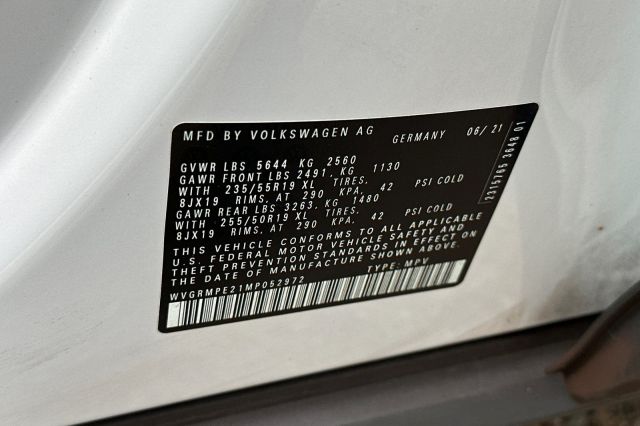 MFD BY VOLKSWAGEN AG GERMANY 06/21
GVWR LBS 5644 KG 2560
GAWR FRONT LBS 2491, KG 1130
WITH 235/55R19 XL TIRES,
8JX19 RIMS, AT 290 KPA, 42 PSI COLD
GAWR REAR LBS 3263, KG 1480
WITH 255/50R19 XL TIRES,
8JX19 RIMS, AT 290 KPA, 42 PSI COLD
THIS VEHICLE CONFORMS TO ALL APPLICABLE
U.S. FEDERAL MOTOR VEHICLE SAFETY AND
THEFT PREVENTION STANDARDS IN EFFECT ON
DATE OF MANUFACTURE SHOWN ABOVE.
WVGRMPE21MP052972 TYPE: MPV
2315765 3648 01